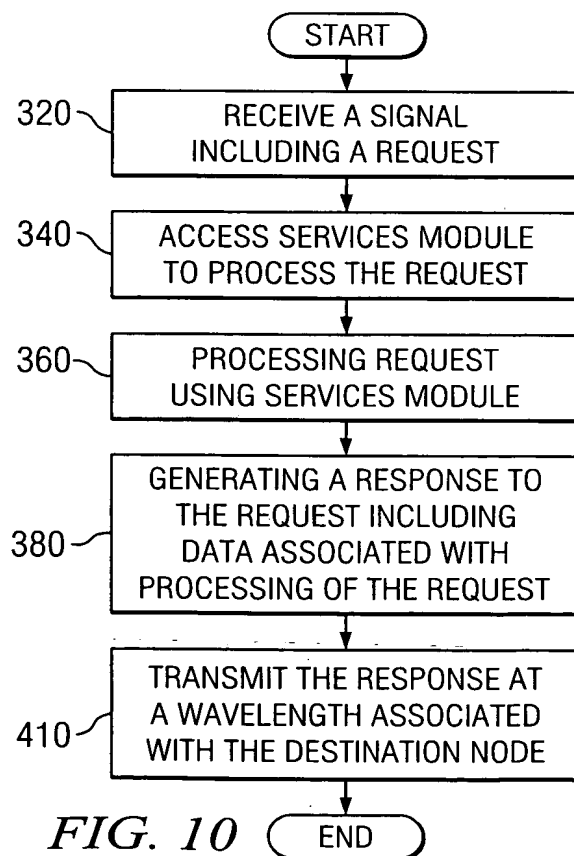 START
320
RECEIVE A SIGNAL
INCLUDING A REQUEST
340
ACCESS SERVICES MODULE
TO PROCESS THE REQUEST
360
PROCESSING REQUEST
USING SERVICES MODULE
380
GENERATING A RESPONSE TO
THE REQUEST INCLUDING
DATA ASSOCIATED WITH
PROCESSING OF THE REQUEST
410
TRANSMIT THE RESPONSE AT
A WAVELENGTH ASSOCIATED
WITH THE DESTINATION NODE
FIG. 10
END